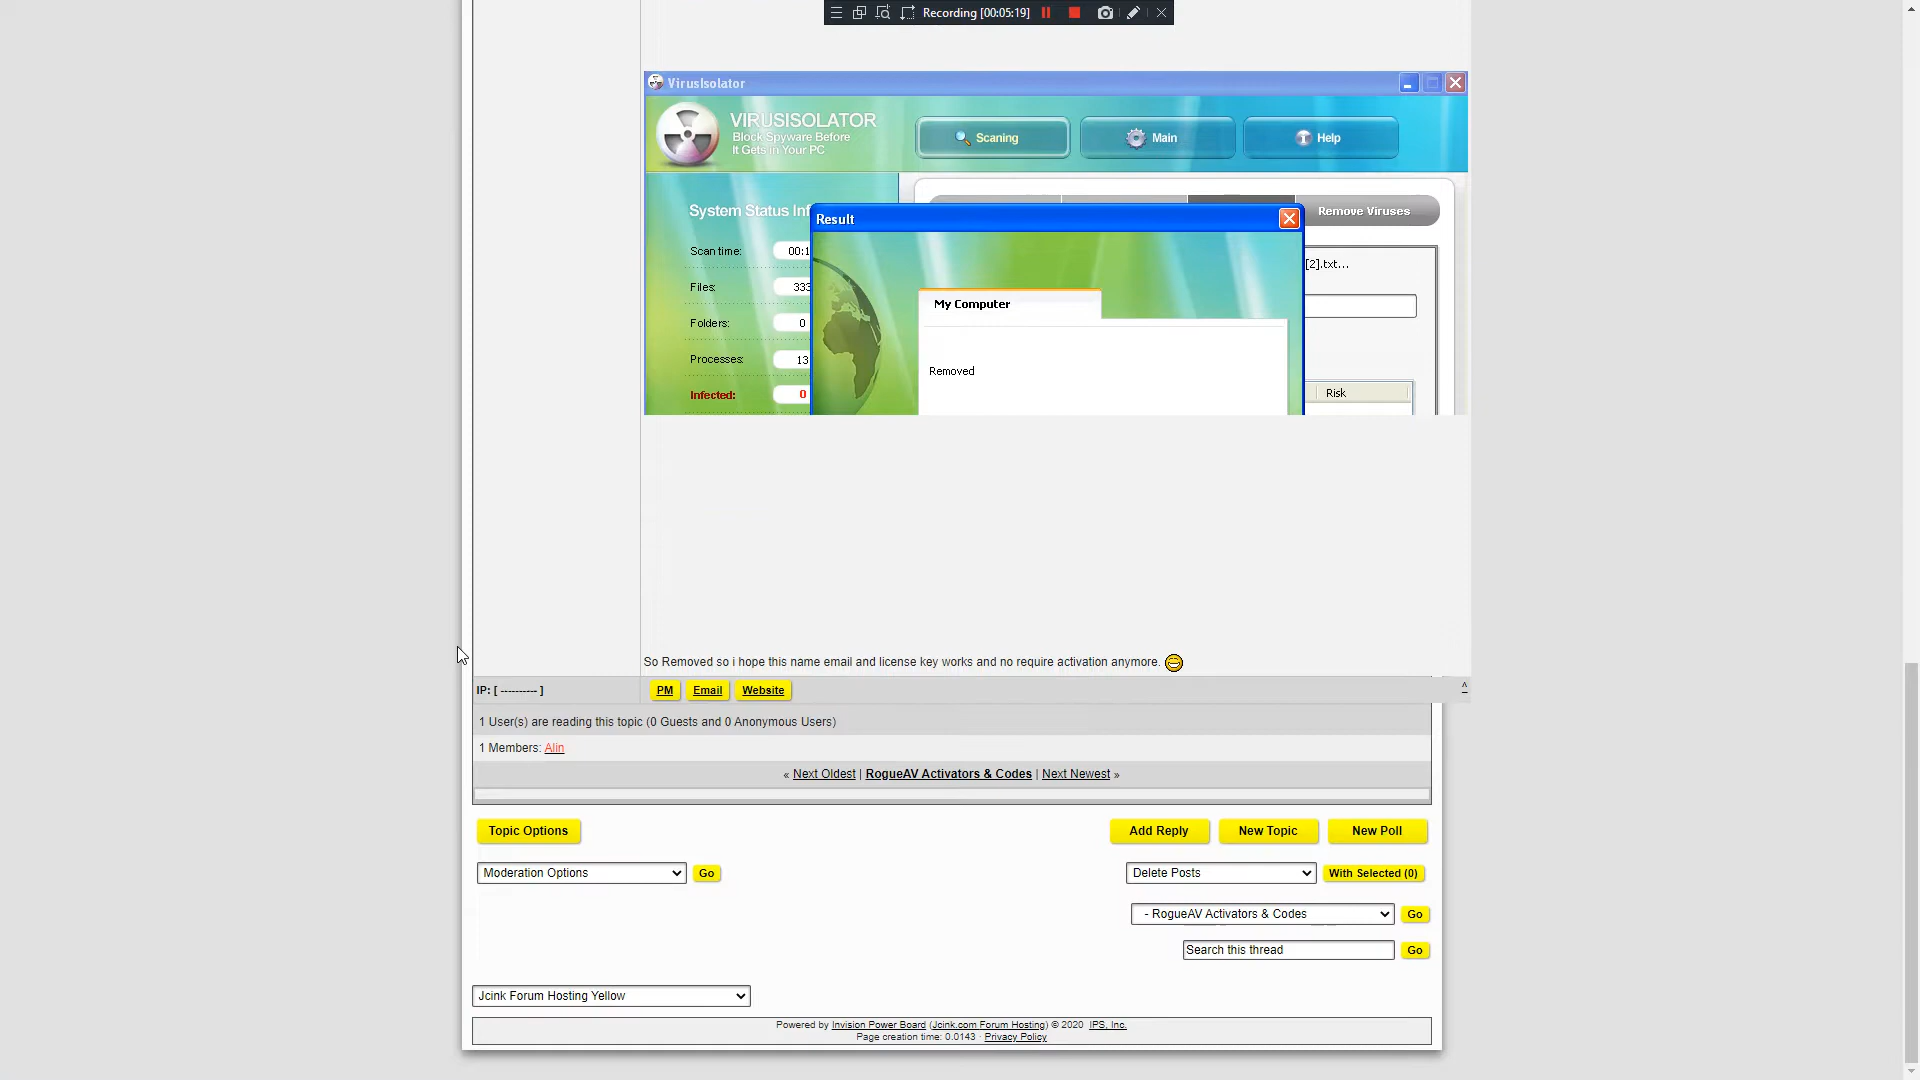 Recording [00:05:19]
VirusIsolator
VIRUSISOLATOR
Block Spyware Before
It Gets in Your PC
Scaning
Main
Help
System Status Inf
Remove Viruses
Result
Scan time: 00:1
[2].txt...
Files: 333
My Computer
Folders: 0
Processes: 13
Removed
Infected: 0
Risk
So Removed so i hope this name email and license key works and no require activation anymore.
IP: [ ---------- ]
PM
Email
Website
^
1 User(s) are reading this topic (0 Guests and 0 Anonymous Users)
1 Members: Alin
« Next Oldest | RogueAV Activators & Codes | Next Newest »
Topic Options
Add Reply
New Topic
New Poll
Moderation Options
Go
Delete Posts
With Selected (0)
- RogueAV Activators & Codes
Go
Search this thread
Go
Jcink Forum Hosting Yellow
Powered by Invision Power Board (Jcink.com Forum Hosting) © 2020 IPS, Inc.
Page creation time: 0.0143 · Privacy Policy